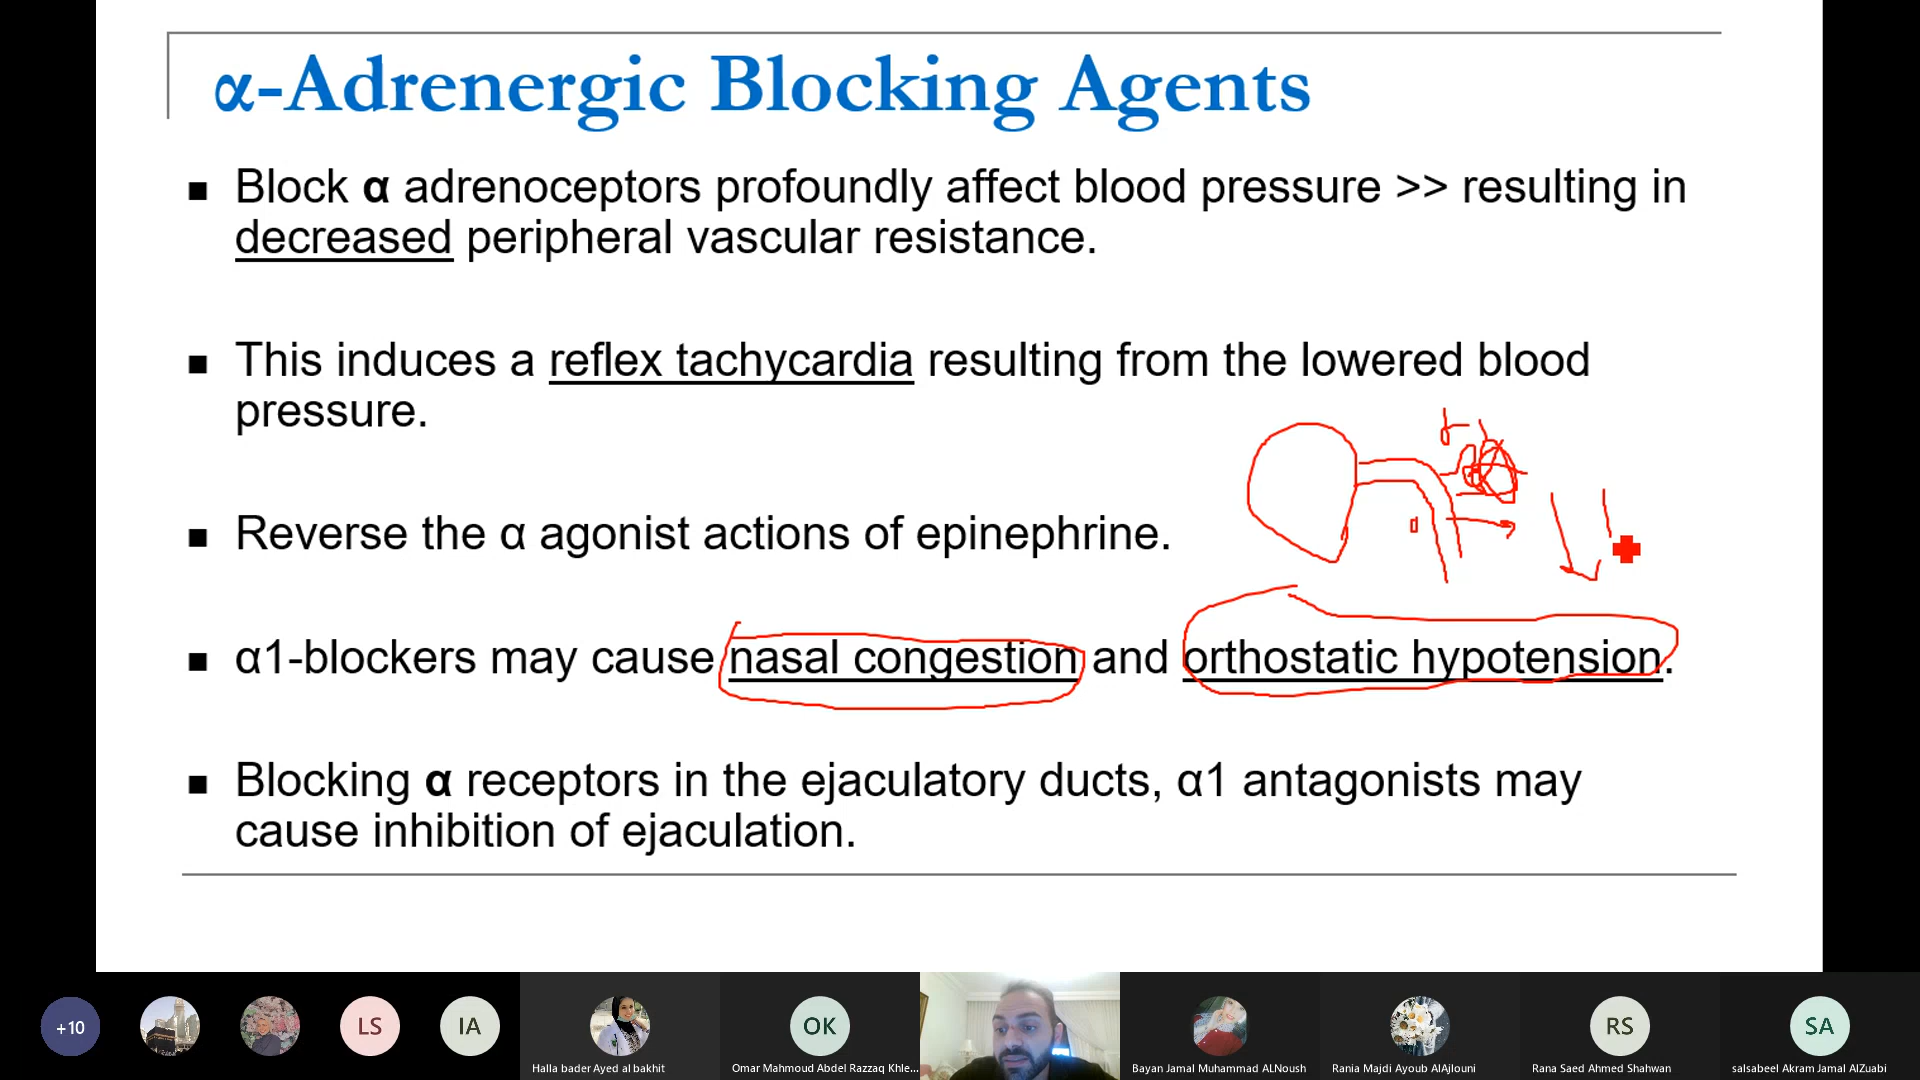 α-Adrenergic Blocking Agents
■ Block α adrenoceptors profoundly affect blood pressure >> resulting in
decreased peripheral vascular resistance.
■ This induces a reflex tachycardia resulting from the lowered blood
pressure.
■ Reverse the α agonist actions of epinephrine.
■ α1-blockers may cause nasal congestion and orthostatic hypotension.
■ Blocking α receptors in the ejaculatory ducts, α1 antagonists may
cause inhibition of ejaculation.
+10
LS
IA
OK
RS
SA
Halla bader Ayed al bakhit
Omar Mahmoud Abdel Razzaq Khle...
Bayan Jamal Muhammad ALNoush
Rania Majdi Ayoub AlAjlouni
Rana Saed Ahmed Shahwan
salsabeel Akram Jamal AlZuabi